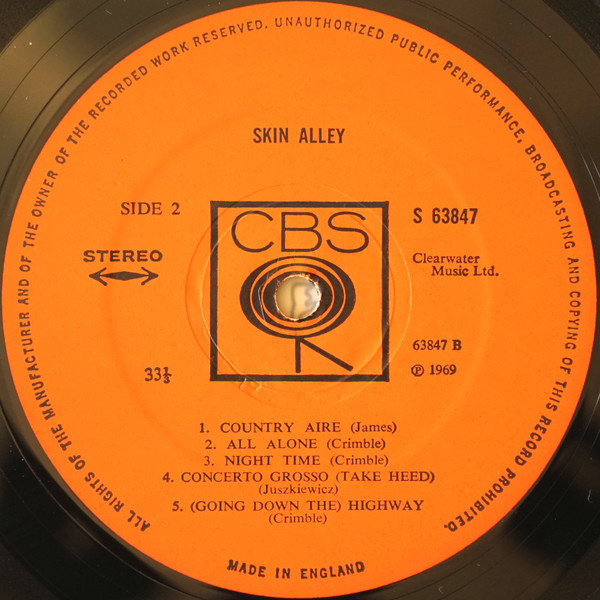 ALL RIGHTS OF THE MANUFACTURER AND OF THE OWNER OF THE RECORDED WORK RESERVED. UNAUTHORIZED PUBLIC PERFORMANCE, BROADCASTING AND COPYING OF THIS RECORD PROHIBITED.
SKIN ALLEY
SIDE 2
S 63847
CBS
STEREO
Clearwater
Music Ltd.
63847 B
33⅓
℗ 1969
1. COUNTRY AIRE (James)
2. ALL ALONE (Crimble)
3. NIGHT TIME (Crimble)
4. CONCERTO GROSSO (TAKE HEED)
(Juszkiewicz)
5. (GOING DOWN THE) HIGHWAY
(Crimble)
MADE IN ENGLAND